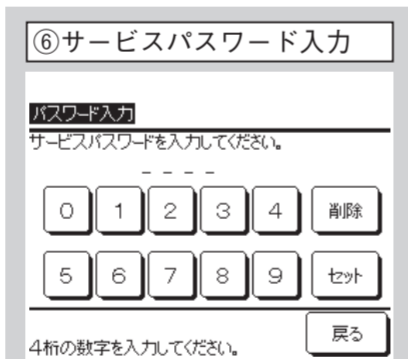 ⑥サービスパスワード入力
パスワード入力
サービスパスワードを入力してください。
－－－－
0 1 2 3 4 削除
5 6 7 8 9 セット
戻る
4桁の数字を入力してください。